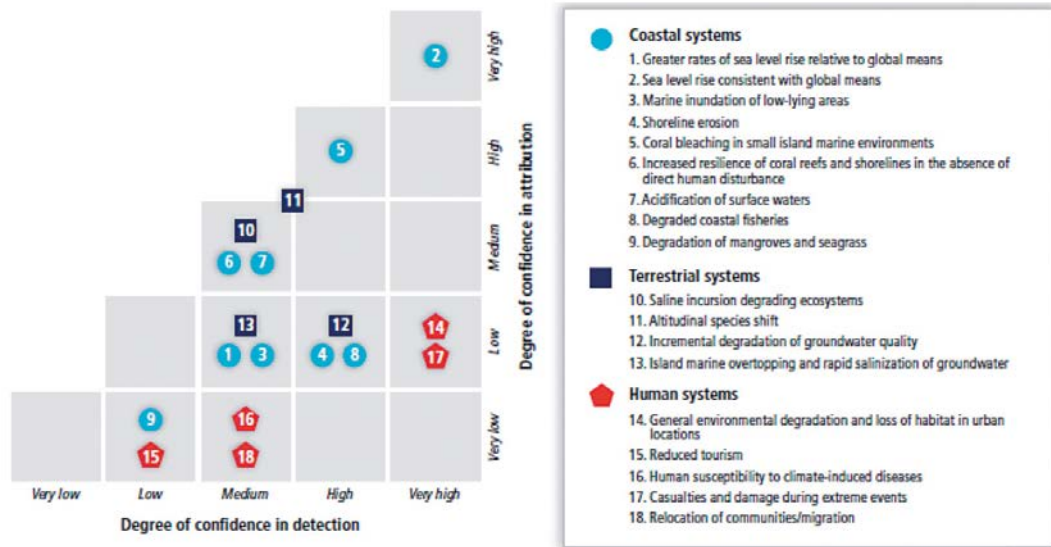 Very high
2
High
5
11
Medium
10
6 7
Low
13 12 14
1 3 4 8 17
Very low
9 16
15 18
Degree of confidence in attribution
Very low Low Medium High Very high
Degree of confidence in detection
Coastal systems
1. Greater rates of sea level rise relative to global means
2. Sea level rise consistent with global means
3. Marine inundation of low-lying areas
4. Shoreline erosion
5. Coral bleaching in small island marine environments
6. Increased resilience of coral reefs and shorelines in the absence of
direct human disturbance
7. Acidification of surface waters
8. Degraded coastal fisheries
9. Degradation of mangroves and seagrass
Terrestrial systems
10. Saline incursion degrading ecosystems
11. Altitudinal species shift
12. Incremental degradation of groundwater quality
13. Island marine overtopping and rapid salinization of groundwater
Human systems
14. General environmental degradation and loss of habitat in urban
locations
15. Reduced tourism
16. Human susceptibility to climate-induced diseases
17. Casualties and damage during extreme events
18. Relocation of communities/migration